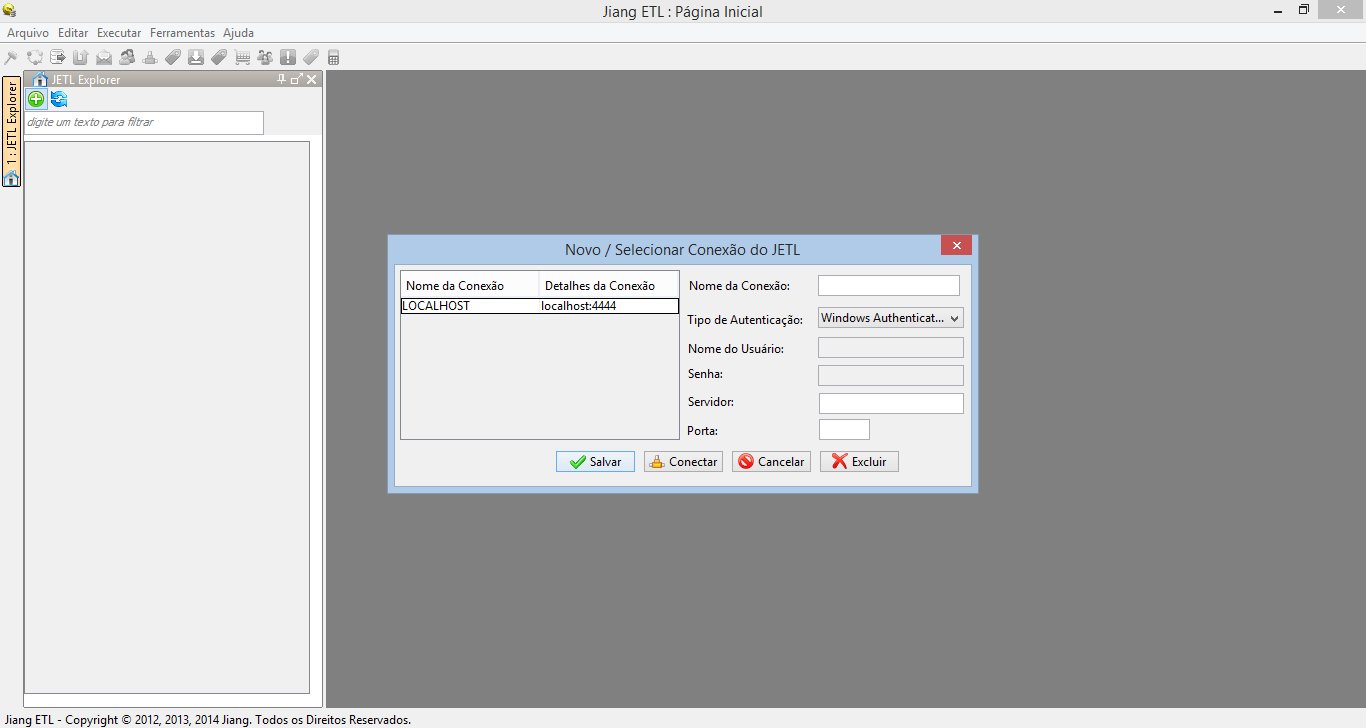 Jiang ETL : Página Inicial
Arquivo Editar Executar Ferramentas Ajuda
JETL Explorer
1 : JETL Explorer
digite um texto para filtrar
Novo / Selecionar Conexão do JETL
Nome da Conexão Detalhes da Conexão
LOCALHOST localhost:4444
Nome da Conexão:
Tipo de Autenticação: Windows Authenticat...
Nome do Usuário:
Senha:
Servidor:
Porta:
Salvar Conectar Cancelar Excluir
Jiang ETL - Copyright © 2012, 2013, 2014 Jiang. Todos os Direitos Reservados.